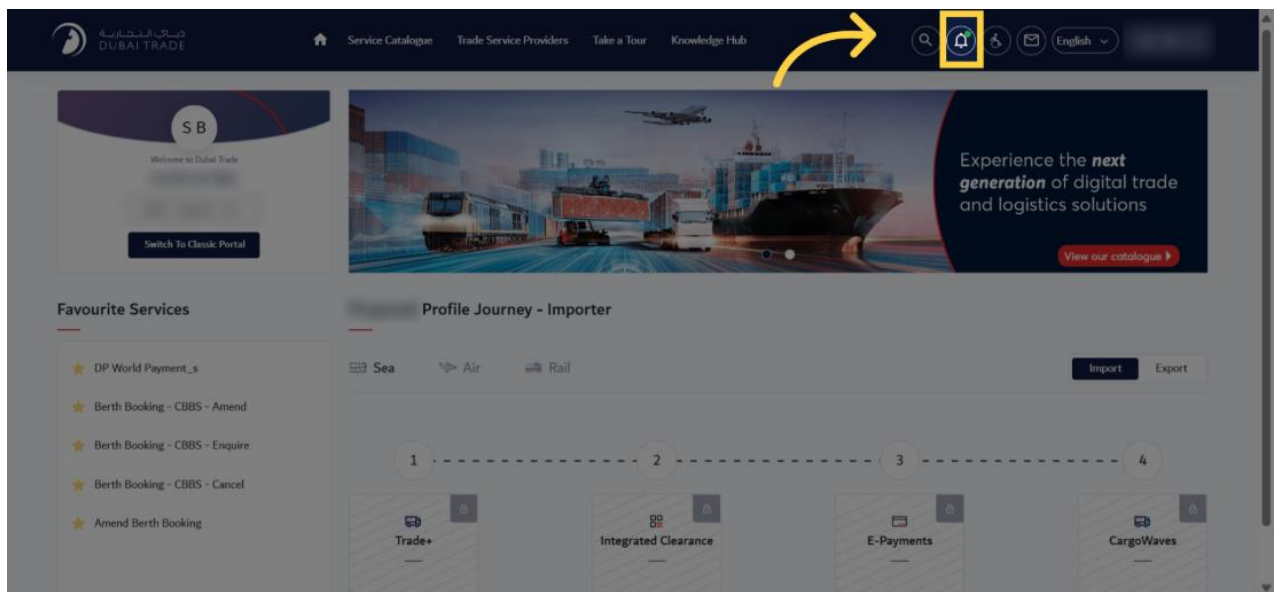 دبـي التـجـاريـة
DUBAI TRADE
Service Catalogue
Trade Service Providers
Take a Tour
Knowledge Hub
English
S B
Welcome to Dubai Trade
Switch To Classic Portal
Experience the next
generation of digital trade
and logistics solutions
View our catalogue
Favourite Services
DP World Payment_s
Berth Booking - CBBS - Amend
Berth Booking - CBBS - Enquire
Berth Booking - CBBS - Cancel
Amend Berth Booking
Profile Journey - Importer
Sea
Air
Rail
Import
Export
1
2
3
4
Trade+
Integrated Clearance
E-Payments
CargoWaves